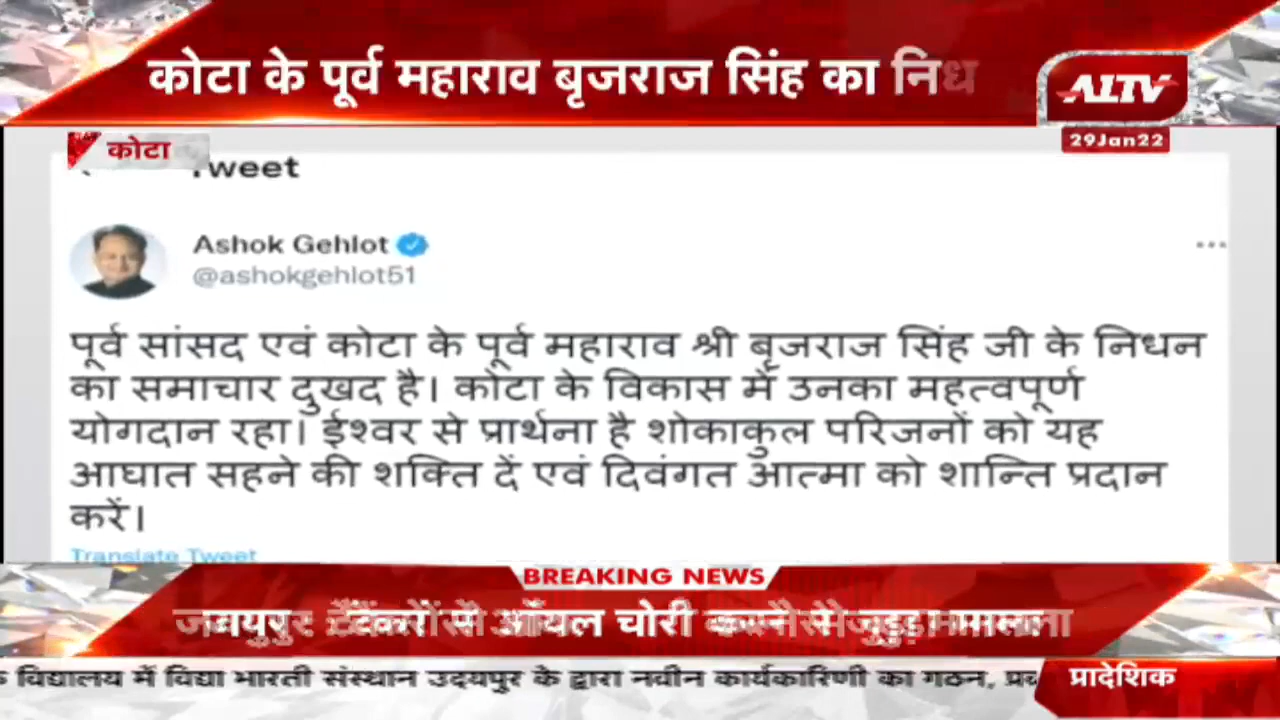 कोटा के पूर्व महाराव बृजराज सिंह का निध
ALTV
29Jan22
कोटा
Tweet
Ashok Gehlot
@ashokgehlot51
पूर्व सांसद एवं कोटा के पूर्व महाराव श्री बृजराज सिंह जी के निधन
का समाचार दुखद है। कोटा के विकास में उनका महत्वपूर्ण
योगदान रहा। ईश्वर से प्रार्थना है शोकाकुल परिजनों को यह
आघात सहने की शक्ति दें एवं दिवंगत आत्मा को शान्ति प्रदान
करें।
Translate Tweet
BREAKING NEWS
ऑयल चोरी
विद्यालय में विद्या भारती संस्थान उदयपुर के द्वारा नवीन कार्यकारिणी का गठन,
प्रादेशिक